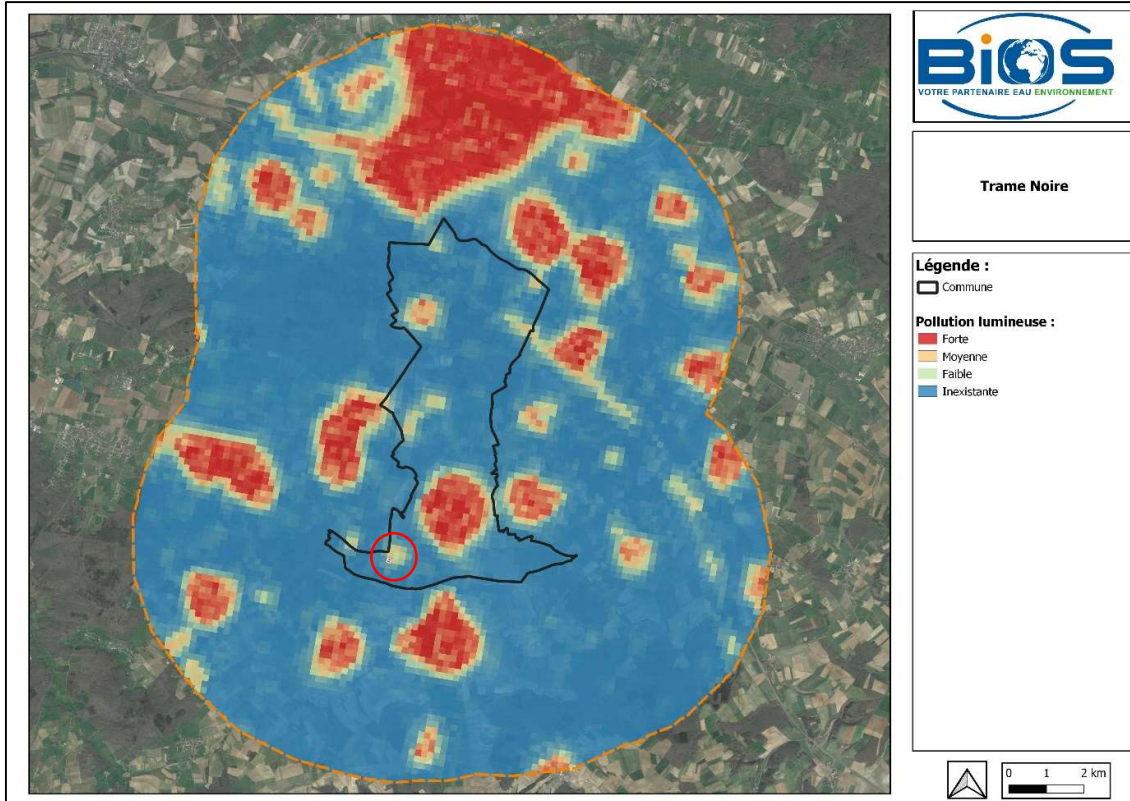 BiOS
VOTRE PARTENAIRE EAU ENVIRONNEMENT
Trame Noire
Légende :
Commune
Pollution lumineuse :
Forte
Moyenne
Faible
Inexistante
0 1 2 km